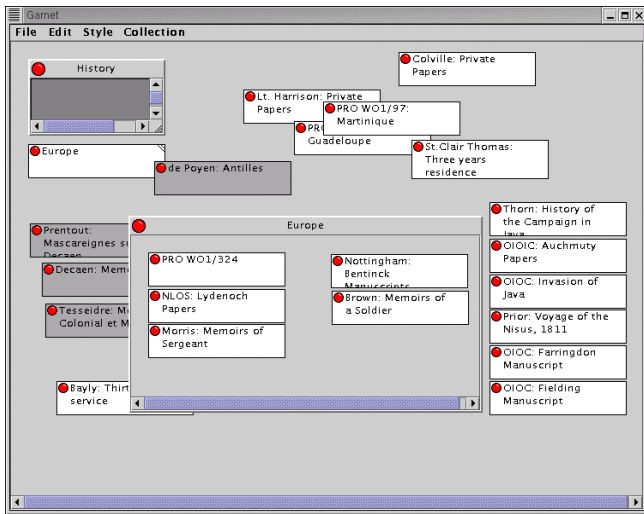 Garnet
File Edit Style Collection
History
Colville: Private
Papers
Lt. Harrison: Private
Papers
PRO WO1/97:
Martinique
PRO
Guadeloupe
St.Clair Thomas:
Three years
residence
Europe
de Poyen: Antilles
Prentout:
Mascareignes su
Decaen
Decaen: Mem
Tesseidre: M
Colonial et M
Bayly: Thirt
service
Europe
PRO WO1/324
NLOS: Lydenoch
Papers
Morris: Memoirs of
Sergeant
Nottingham:
Bentinck
Manuscripts
Brown: Memoirs of
a Soldier
Thorn: History of
the Campaign in
Java
OIOIC: Auchmuty
Papers
OIOC: Invasion of
Java
Prior: Voyage of the
Nisus, 1811
OIOC: Farringdon
Manuscript
OIOC: Fielding
Manuscript